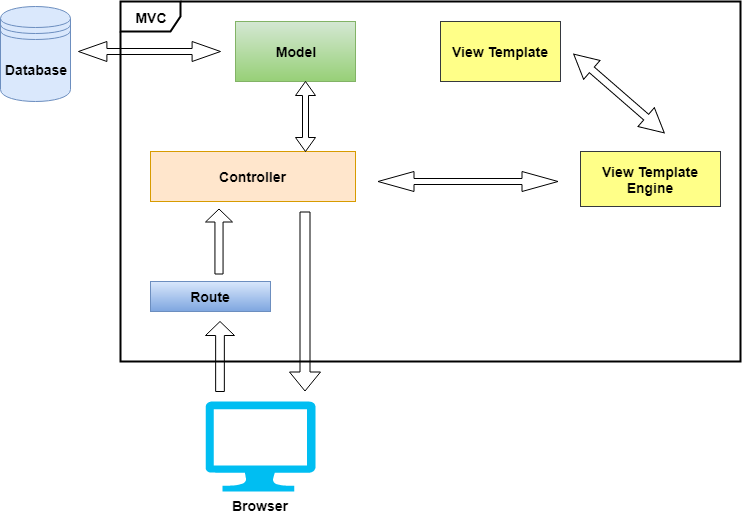 MVC
Database
Model
View Template
Controller
View Template
Engine
Route
Browser